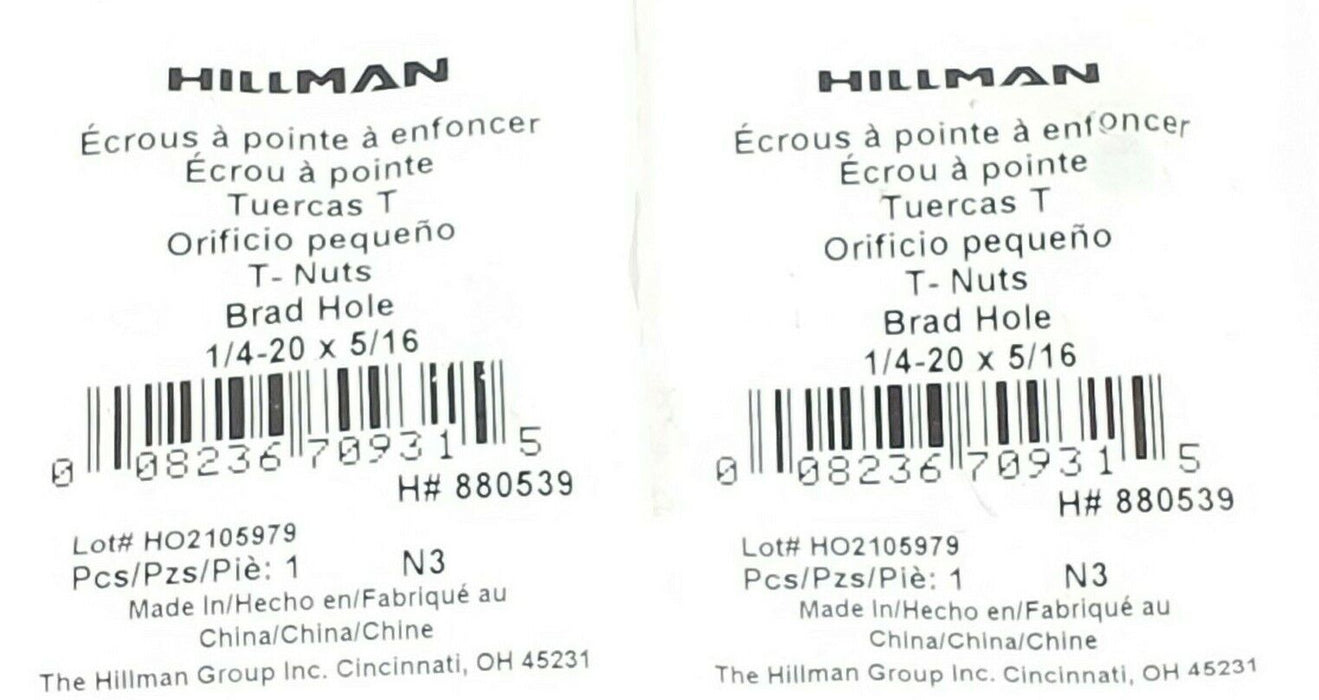 HILLMAN
Écrous à pointe à enfoncer
Écrou à pointe
Tuercas T
Orificio pequeño
T- Nuts
Brad Hole
1/4-20 x 5/16
0 08236 70931 5
H# 880539
Lot# HO2105979
Pcs/Pzs/Piè: 1 N3
Made In/Hecho en/Fabriqué au
China/China/Chine
The Hillman Group Inc. Cincinnati, OH 45231
HILLMAN
Écrous à pointe à enfoncer
Écrou à pointe
Tuercas T
Orificio pequeño
T- Nuts
Brad Hole
1/4-20 x 5/16
0 08236 70931 5
H# 880539
Lot# HO2105979
Pcs/Pzs/Piè: 1 N3
Made In/Hecho en/Fabriqué au
China/China/Chine
The Hillman Group Inc. Cincinnati, OH 45231